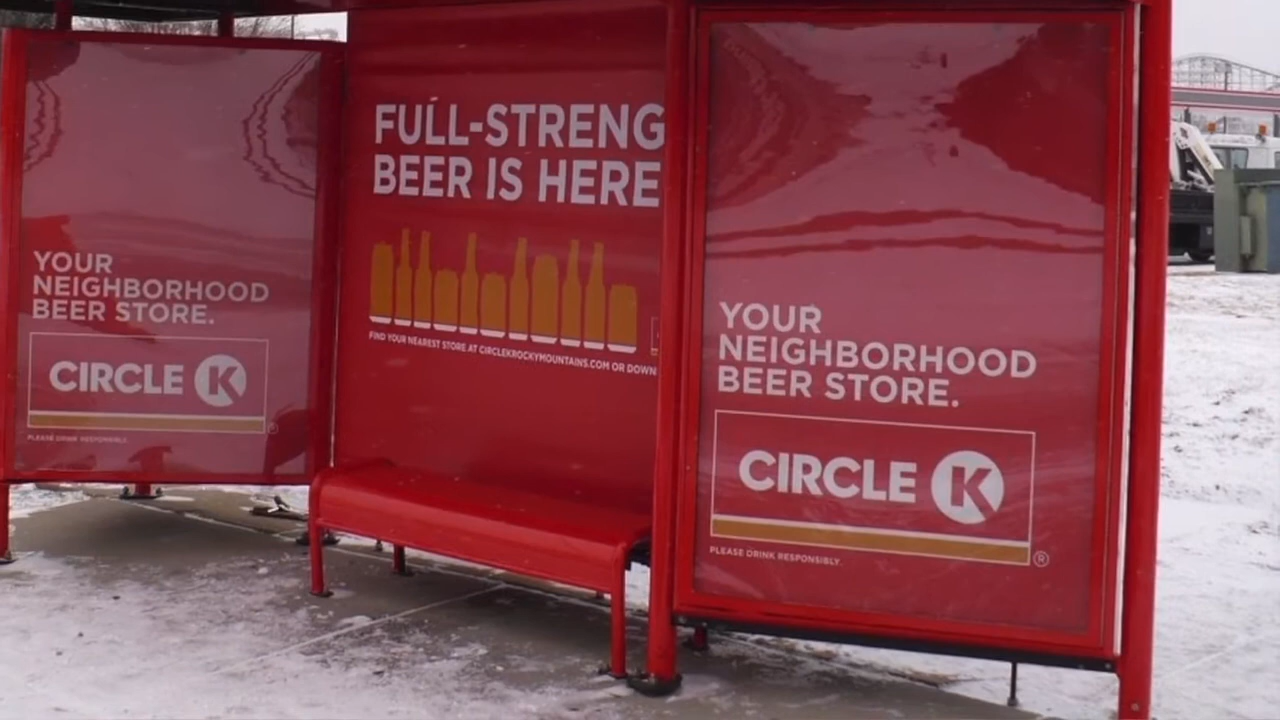 YOUR
NEIGHBORHOOD
BEER STORE.
CIRCLE K
®
PLEASE DRINK RESPONSIBLY.
FULL-STRENG
BEER IS HERE
FIND YOUR NEAREST STORE AT CIRCLEKROCKYMOUNTAINS.COM OR DOWN
YOUR
NEIGHBORHOOD
BEER STORE.
CIRCLE K
®
PLEASE DRINK RESPONSIBLY.